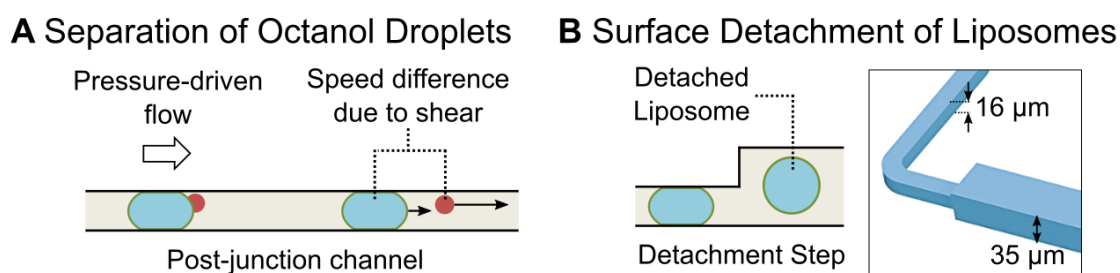 A Separation of Octanol Droplets
Pressure-driven
flow
Speed difference
due to shear
Post-junction channel
B Surface Detachment of Liposomes
Detached
Liposome
Detachment Step
16 μm
35 μm